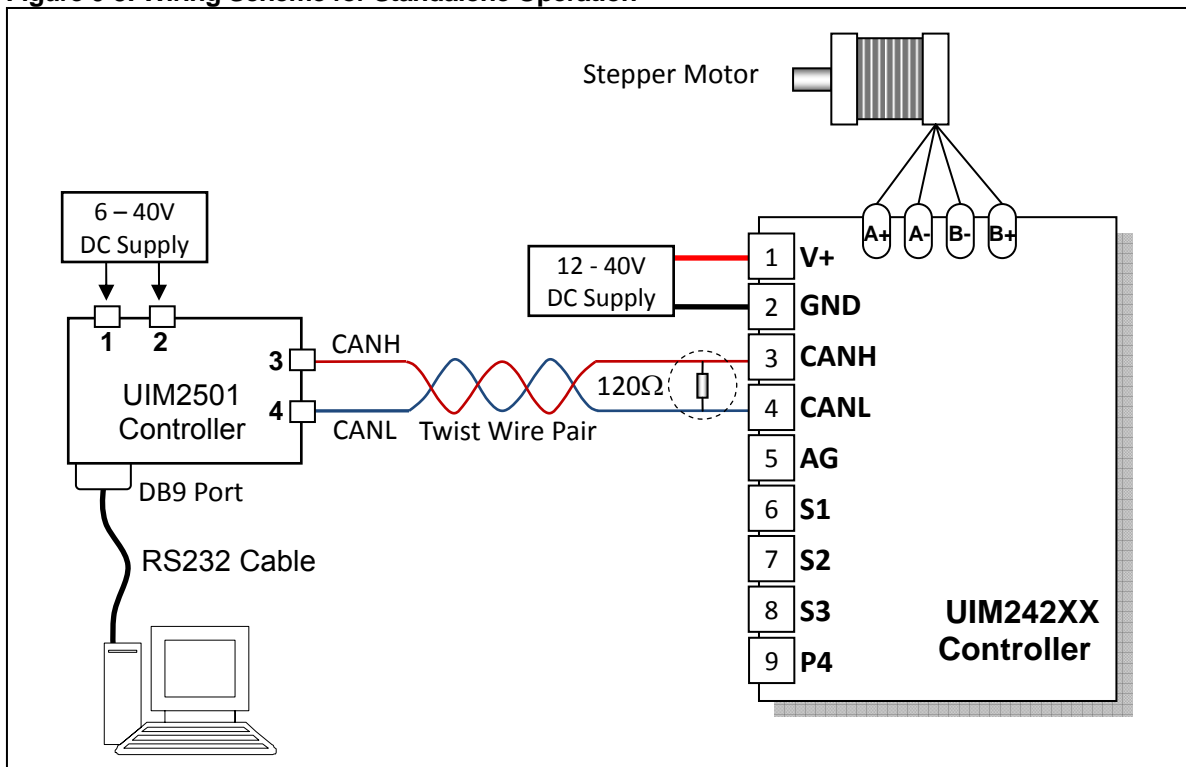 Stepper Motor
6 – 40V
DC Supply
1
2
3
4
UIM2501
Controller
DB9 Port
RS232 Cable
CANH
CANL
Twist Wire Pair
120Ω
12 - 40V
DC Supply
A+ A- B- B+
1 V+
2 GND
3 CANH
4 CANL
5 AG
6 S1
7 S2
8 S3
9 P4
UIM242XX
Controller